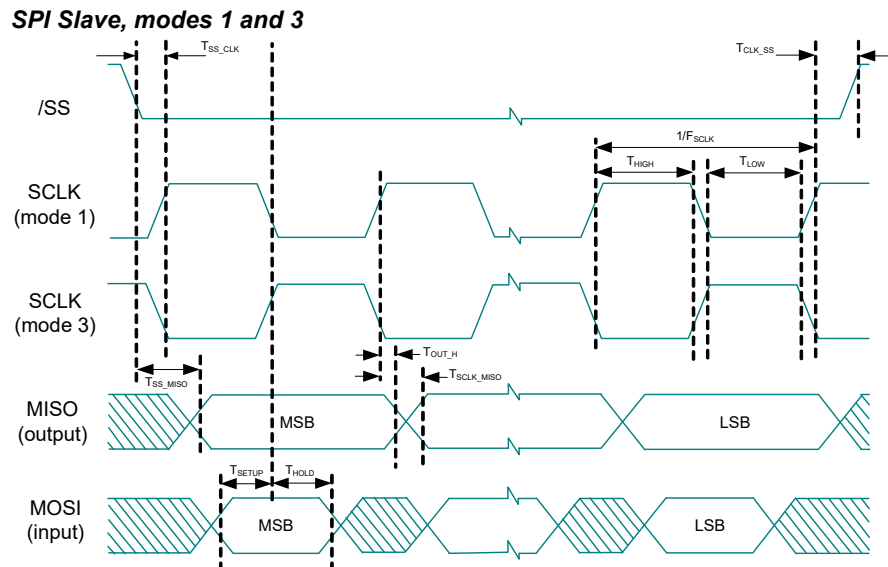 SPI Slave, modes 1 and 3
TSS_CLK
TCLK_SS
/SS
1/FSCLK
THIGH
TLOW
SCLK
(mode 1)
SCLK
(mode 3)
TOUT_H
TSS_MISO
TSCLK_MISO
MISO
(output)
MSB
LSB
TSETUP
THOLD
MOSI
(input)
MSB
LSB